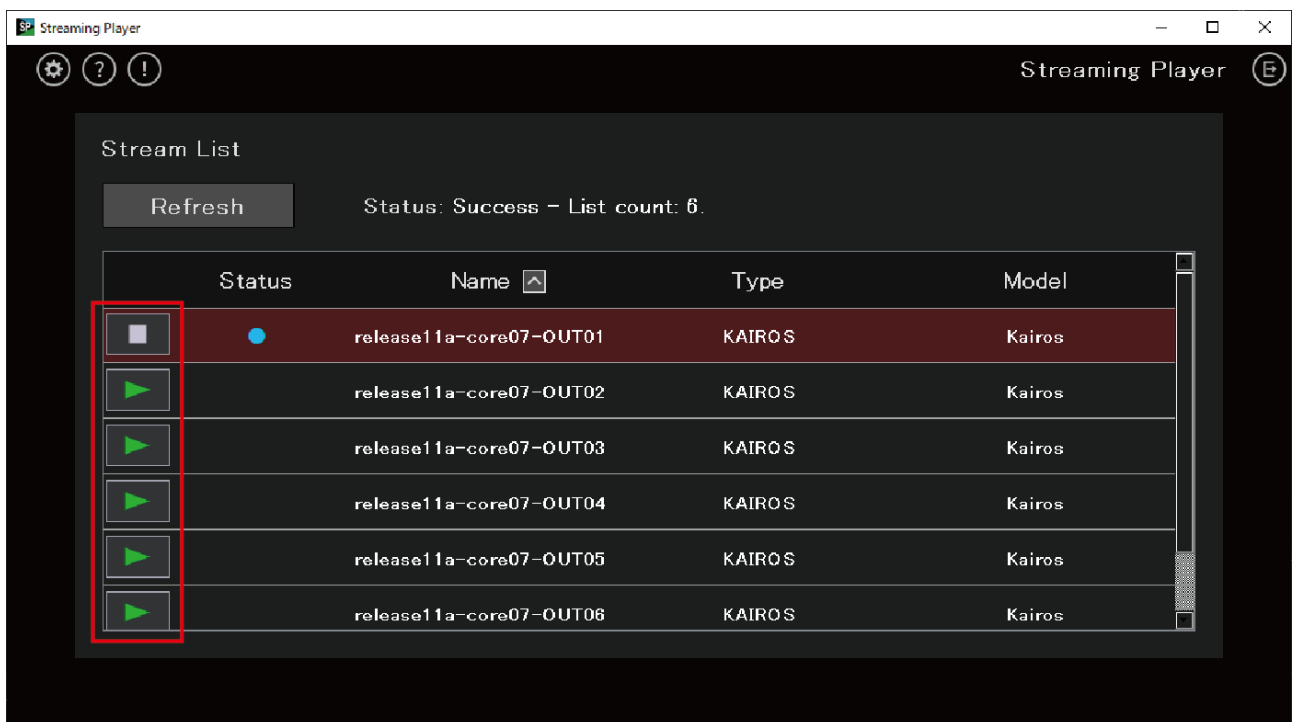 SP Streaming Player
Streaming Player
Stream List
Refresh Status: Success - List count: 6.
Status Name Type Model
release11a-core07-OUT01 KAIROS Kairos
release11a-core07-OUT02 KAIROS Kairos
release11a-core07-OUT03 KAIROS Kairos
release11a-core07-OUT04 KAIROS Kairos
release11a-core07-OUT05 KAIROS Kairos
release11a-core07-OUT06 KAIROS Kairos